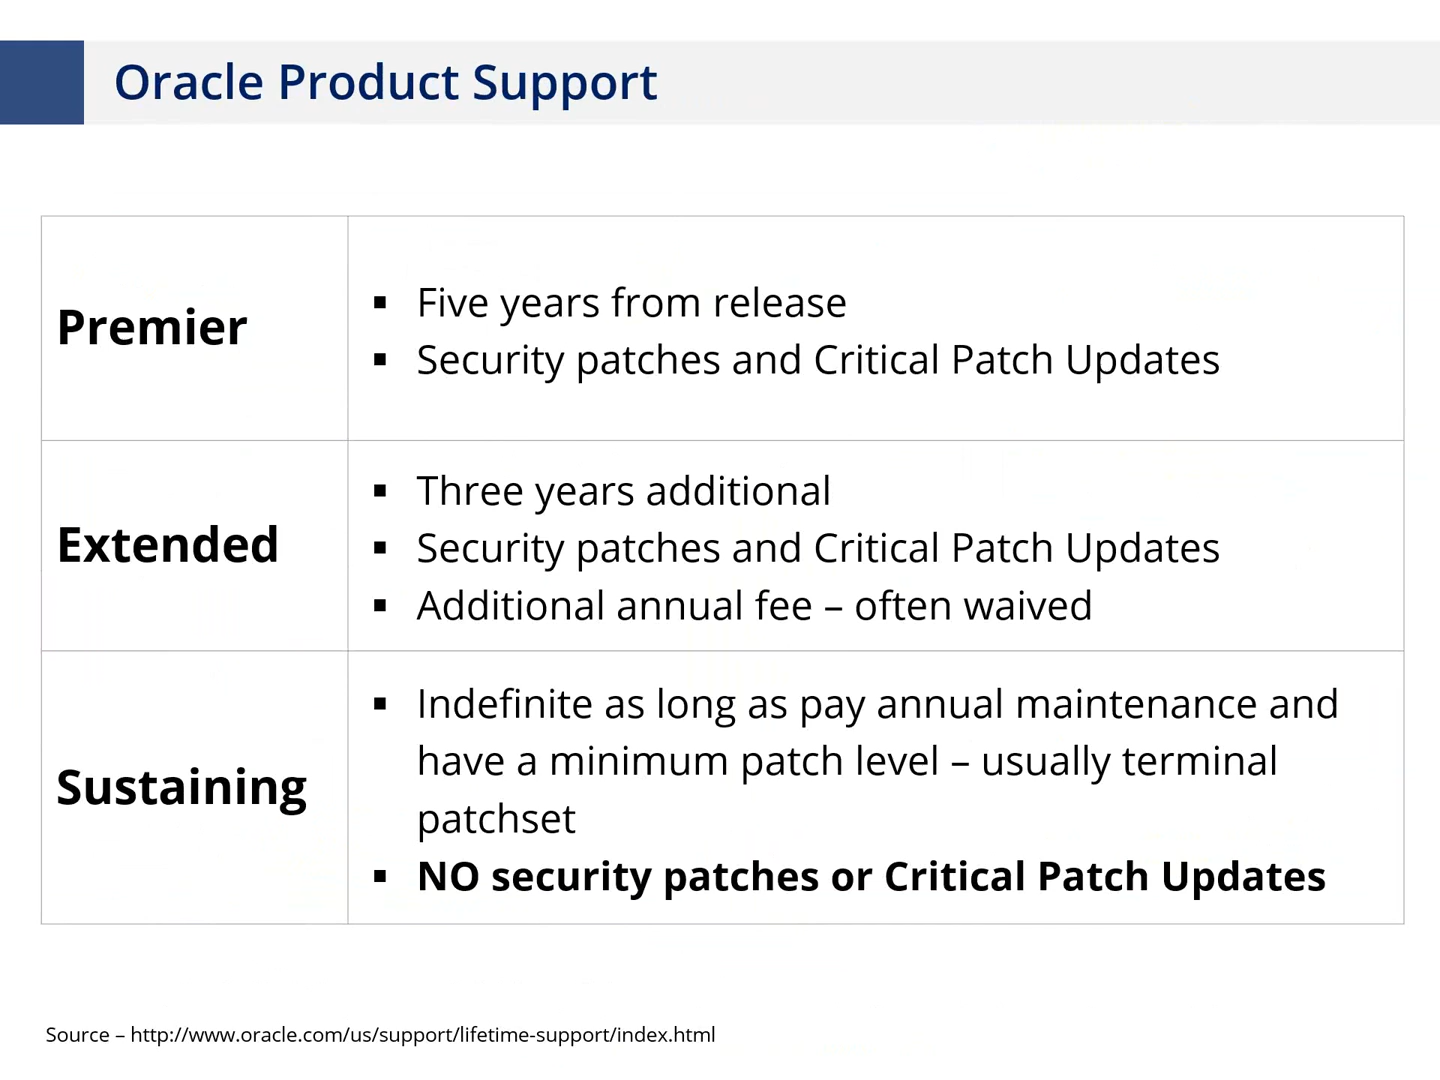 Oracle Product Support
Premier
▪ Five years from release
▪ Security patches and Critical Patch Updates
Extended
▪ Three years additional
▪ Security patches and Critical Patch Updates
▪ Additional annual fee – often waived
Sustaining
▪ Indefinite as long as pay annual maintenance and
have a minimum patch level – usually terminal
patchset
▪ NO security patches or Critical Patch Updates
Source – http://www.oracle.com/us/support/lifetime-support/index.html